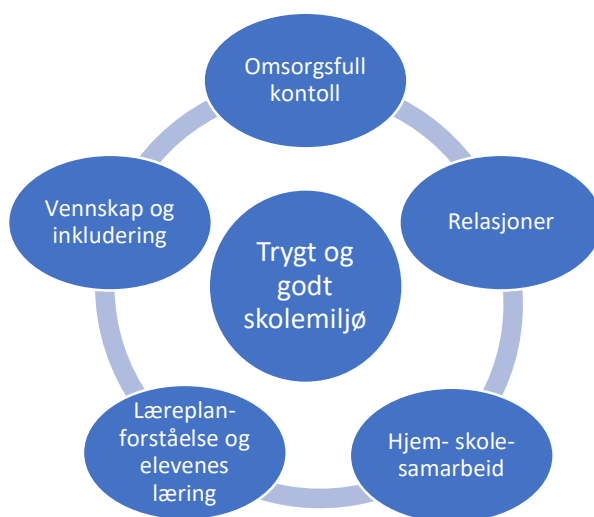 Omsorgsfull
kontoll
Relasjoner
Hjem- skole-
samarbeid
Læreplan-
forståelse og
elevenes
læring
Vennskap og
inkludering
Trygt og
godt
skolemiljø